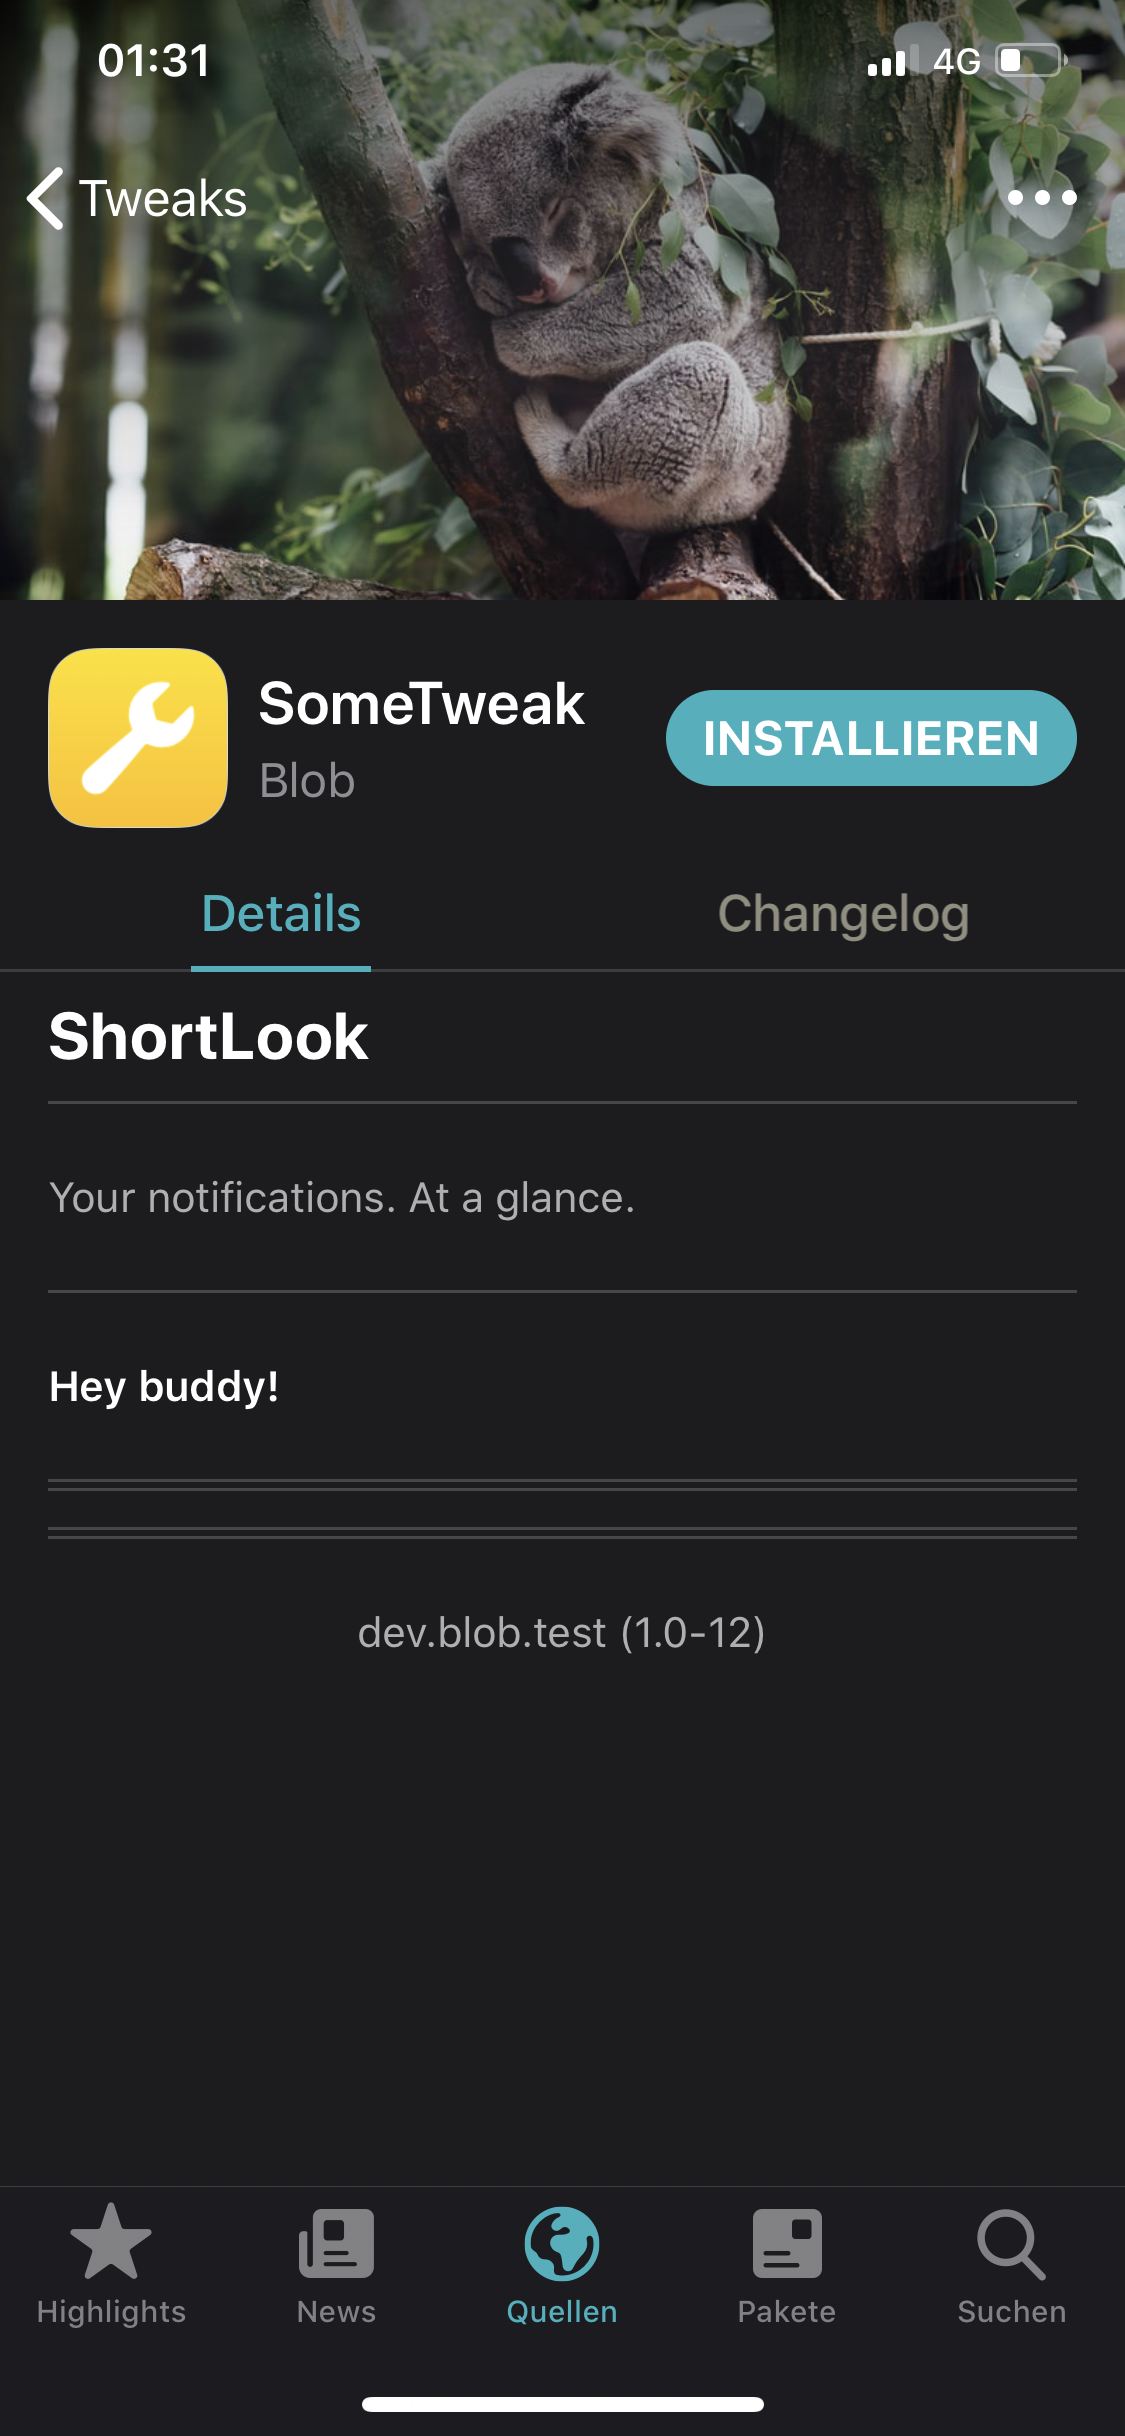 01:31
4G
Tweaks
SomeTweak
Blob
INSTALLIEREN
Details
Changelog
ShortLook
Your notifications. At a glance.
Hey buddy!
dev.blob.test (1.0-12)
Highlights
News
Quellen
Pakete
Suchen